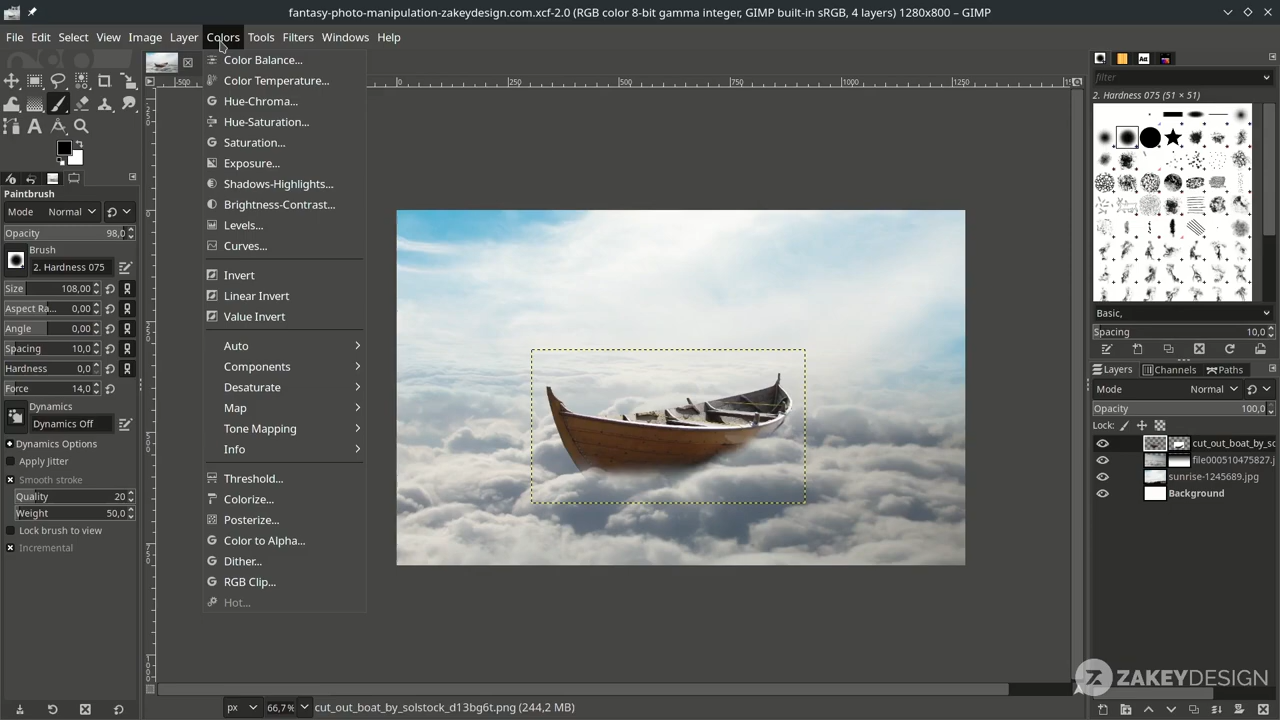 fantasy-photo-manipulation-zakeydesign.com.xcf-2.0 (RGB color 8-bit gamma integer, GIMP built-in sRGB, 4 layers) 1280x800 – GIMP
File Edit Select View Image Layer Colors Tools Filters Windows Help
Color Balance...
Color Temperature...
Hue-Chroma...
Hue-Saturation...
Saturation...
Exposure...
Shadows-Highlights...
Brightness-Contrast...
Levels...
Curves...
Invert
Linear Invert
Value Invert
Auto
Components
Desaturate
Map
Tone Mapping
Info
Threshold...
Colorize...
Posterize...
Color to Alpha...
Dither...
RGB Clip...
Hot...
Paintbrush
Mode Normal
Opacity 98,0
Brush
2. Hardness 075
Size 108,00
Aspect Ra... 0,00
Angle 0,00
Spacing 10,0
Hardness 0,0
Force 14,0
Dynamics
Dynamics Off
Dynamics Options
Apply Jitter
Smooth stroke
Quality 20
Weight 50,0
Lock brush to view
Incremental
-500 0 250 500 750 1000 1250
filter
2. Hardness 075 (51 × 51)
Basic,
Spacing 10,0
Layers Channels Paths
Mode Normal
Opacity 100,0
Lock:
cut_out_boat_by_so
file000510475827.j
sunrise-1245689.jpg
Background
ZAKEYDESIGN
px 66,7% cut_out_boat_by_solstock_d13bg6t.png (244,2 MB)